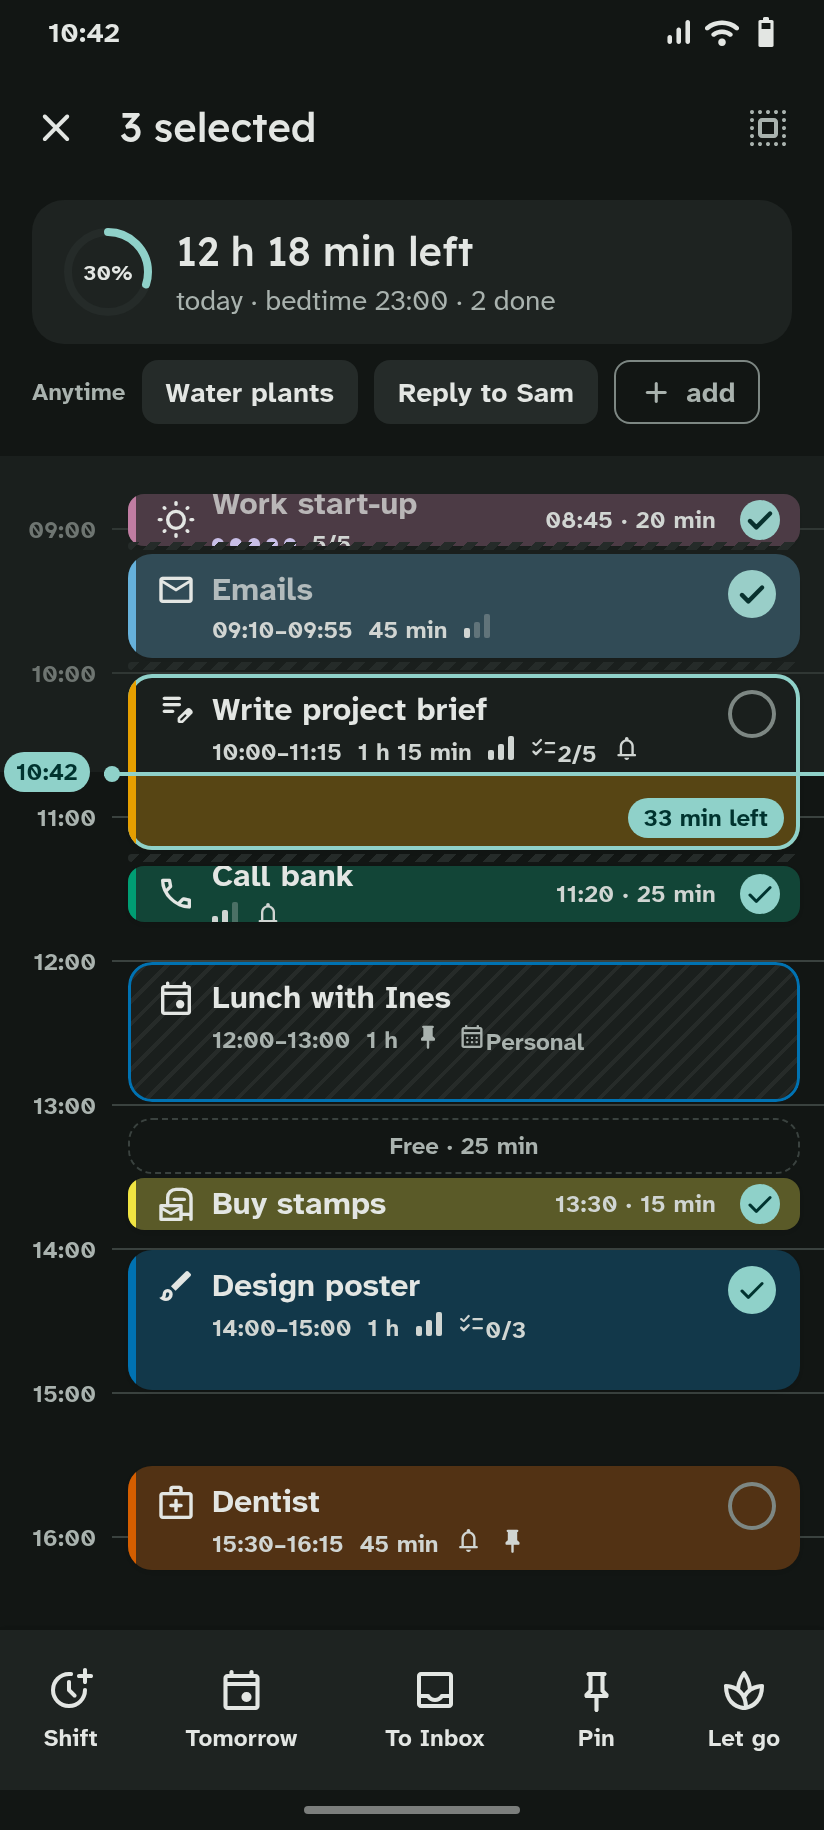 10:42
3 selected
30%
12 h 18 min left
today · bedtime 23:00 · 2 done
Anytime
Water plants
Reply to Sam
add
09:00
Work start-up
5/5
08:45 · 20 min
Emails
09:10–09:55 45 min
10:00
Write project brief
10:00–11:15 1 h 15 min 2/5
10:42
11:00
33 min left
Call bank
11:20 · 25 min
12:00
Lunch with Ines
12:00–13:00 1 h Personal
13:00
Free · 25 min
Buy stamps
13:30 · 15 min
14:00
Design poster
14:00–15:00 1 h 0/3
15:00
Dentist
15:30–16:15 45 min
16:00
Shift
Tomorrow
To Inbox
Pin
Let go